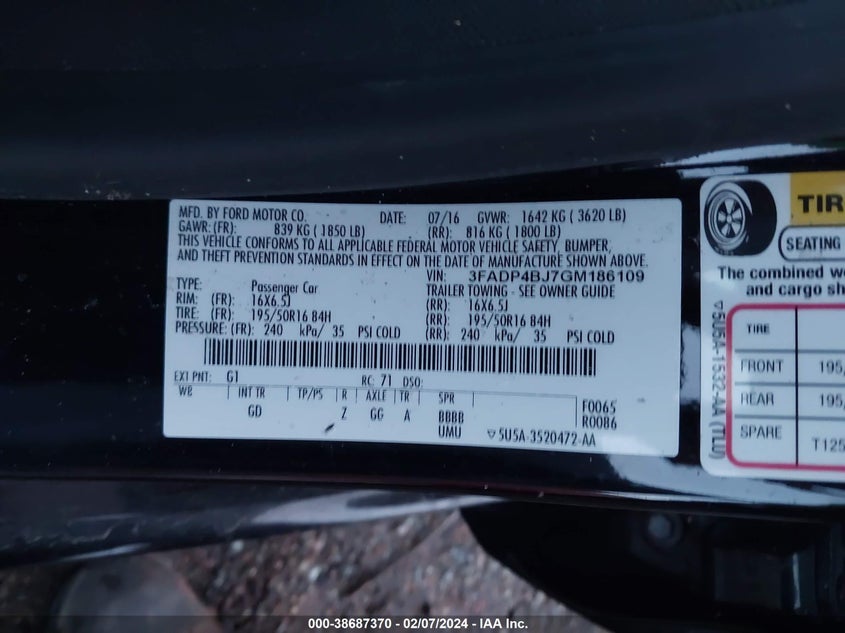 MFD. BY FORD MOTOR CO. DATE: 07/16 GVWR: 1642 KG ( 3620 LB)
GAWR: (FR): 839 KG ( 1850 LB) (RR): 816 KG ( 1800 LB)
THIS VEHICLE CONFORMS TO ALL APPLICABLE FEDERAL MOTOR VEHICLE SAFETY, BUMPER,
AND THEFT PREVENTION STANDARDS IN EFFECT ON THE DATE OF MANUFACTURE SHOWN ABOVE.
VIN: 3FADP4BJ7GM186109
TYPE: Passenger Car TRAILER TOWING - SEE OWNER GUIDE
RIM: (FR): 16X6.5J (RR): 16X6.5J
TIRE: (FR): 195/50R16 84H (RR): 195/50R16 84H
PRESSURE: (FR): 240 kPa/ 35 PSI COLD (RR): 240 kPa/ 35 PSI COLD
EXT PNT: G1 RC: 71 DSO:
WB INT TR TP/PS R AXLE TR SPR
GD Z GG A BBBB
UMU
F0065
R0086
5U5A-3520472-AA
TIR
SEATING
The combined we
and cargo sh
5U5A-1532-AA (TLU)
TIRE
FRONT 195,
REAR 195,
SPARE T125
000-38687370 — 02/07/2024 — IAA Inc.